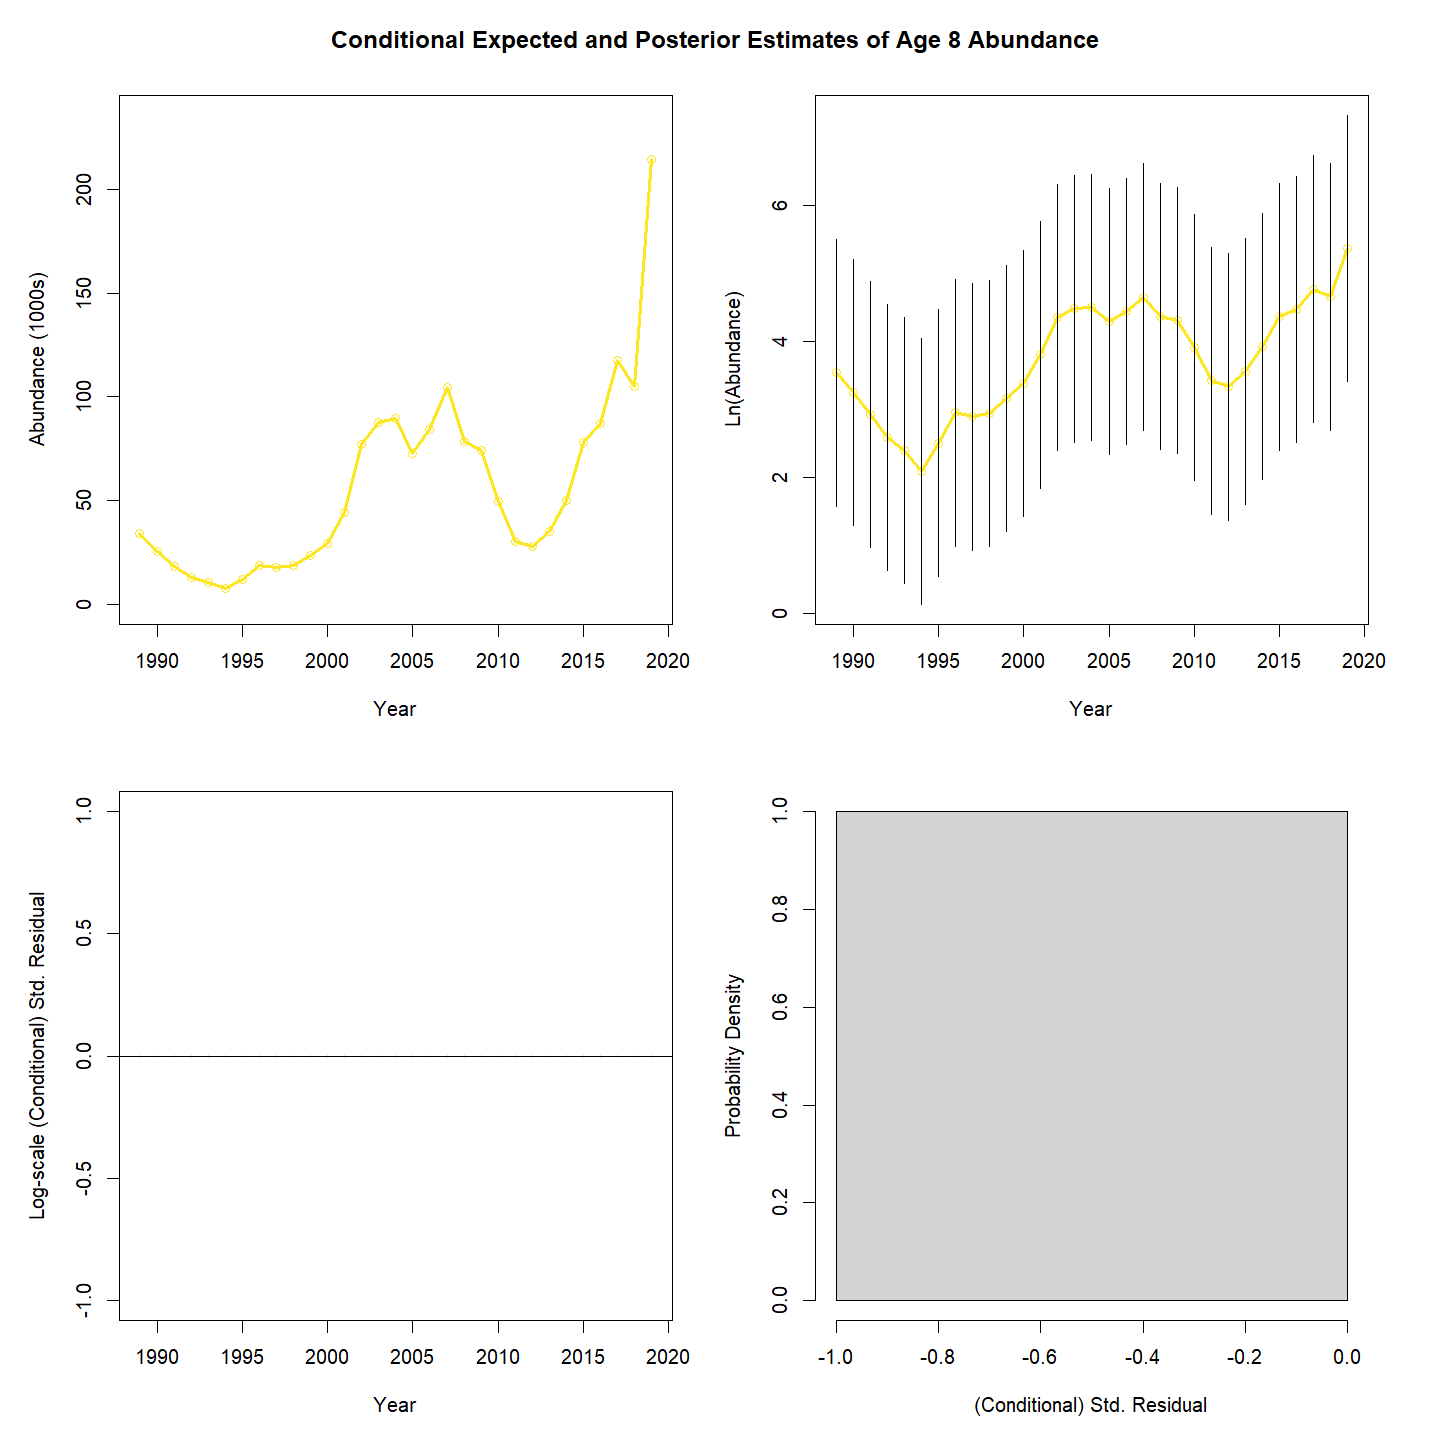 Conditional Expected and Posterior Estimates of Age 8 Abundance
Abundance (1000s)
200
150
100
50
0
1990 1995 2000 2005 2010 2015 2020
Year
Ln(Abundance)
6
4
2
0
1990 1995 2000 2005 2010 2015 2020
Year
Log-scale (Conditional) Std. Residual
1.0
0.5
0.0
-0.5
-1.0
1990 1995 2000 2005 2010 2015 2020
Year
Probability Density
1.0
0.8
0.6
0.4
0.2
0.0
-1.0 -0.8 -0.6 -0.4 -0.2 0.0
(Conditional) Std. Residual